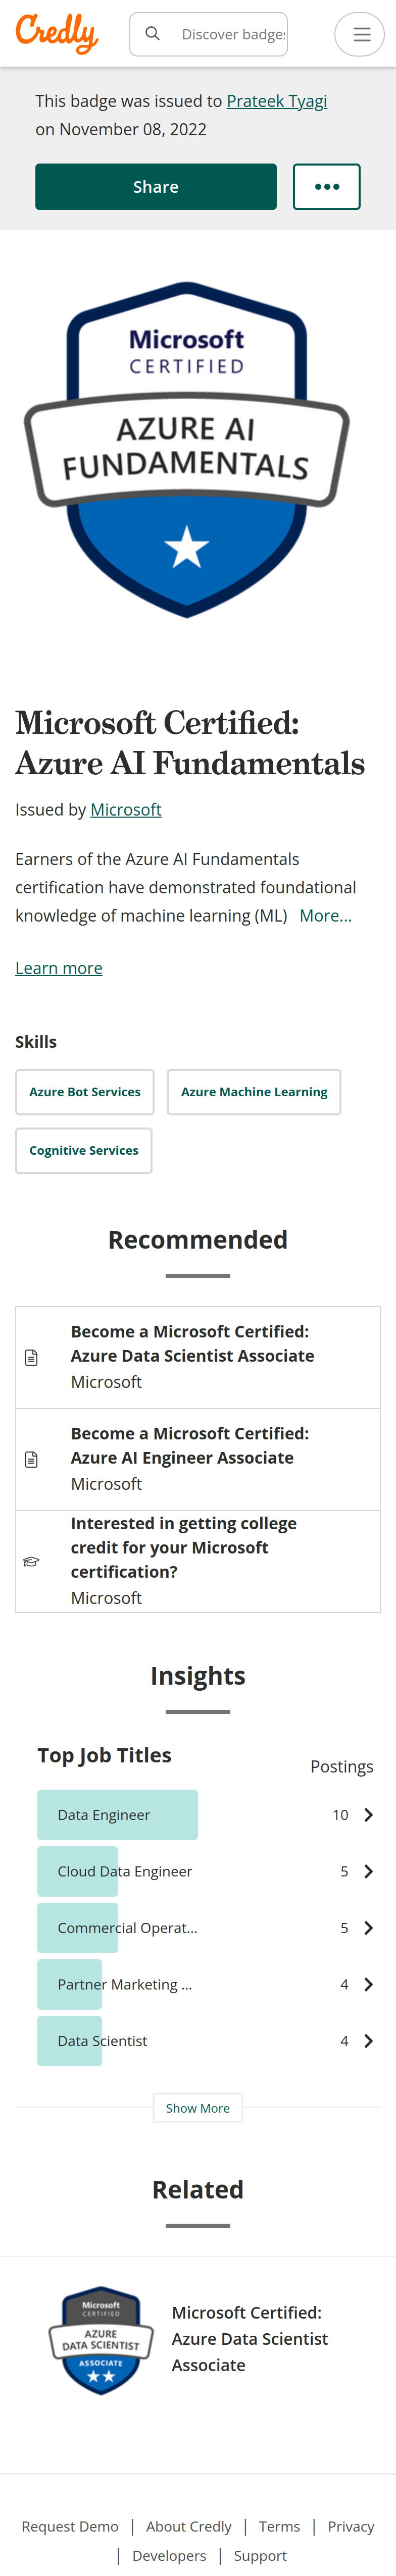 Credly
Discover badges
This badge was issued to Prateek Tyagi
on November 08, 2022
Share
Microsoft
CERTIFIED
AZURE AI
FUNDAMENTALS
Microsoft Certified:
Azure AI Fundamentals
Issued by Microsoft
Earners of the Azure AI Fundamentals
certification have demonstrated foundational
knowledge of machine learning (ML) More...
Learn more
Skills
Azure Bot Services Azure Machine Learning
Cognitive Services
Recommended
Become a Microsoft Certified:
Azure Data Scientist Associate
Microsoft
Become a Microsoft Certified:
Azure AI Engineer Associate
Microsoft
Interested in getting college
credit for your Microsoft
certification?
Microsoft
Insights
Top Job Titles
Postings
Data Engineer 10
Cloud Data Engineer 5
Commercial Operat... 5
Partner Marketing ... 4
Data Scientist 4
Show More
Related
Microsoft
CERTIFIED
AZURE
DATA SCIENTIST
ASSOCIATE
Microsoft Certified:
Azure Data Scientist
Associate
Request Demo | About Credly | Terms | Privacy
| Developers | Support